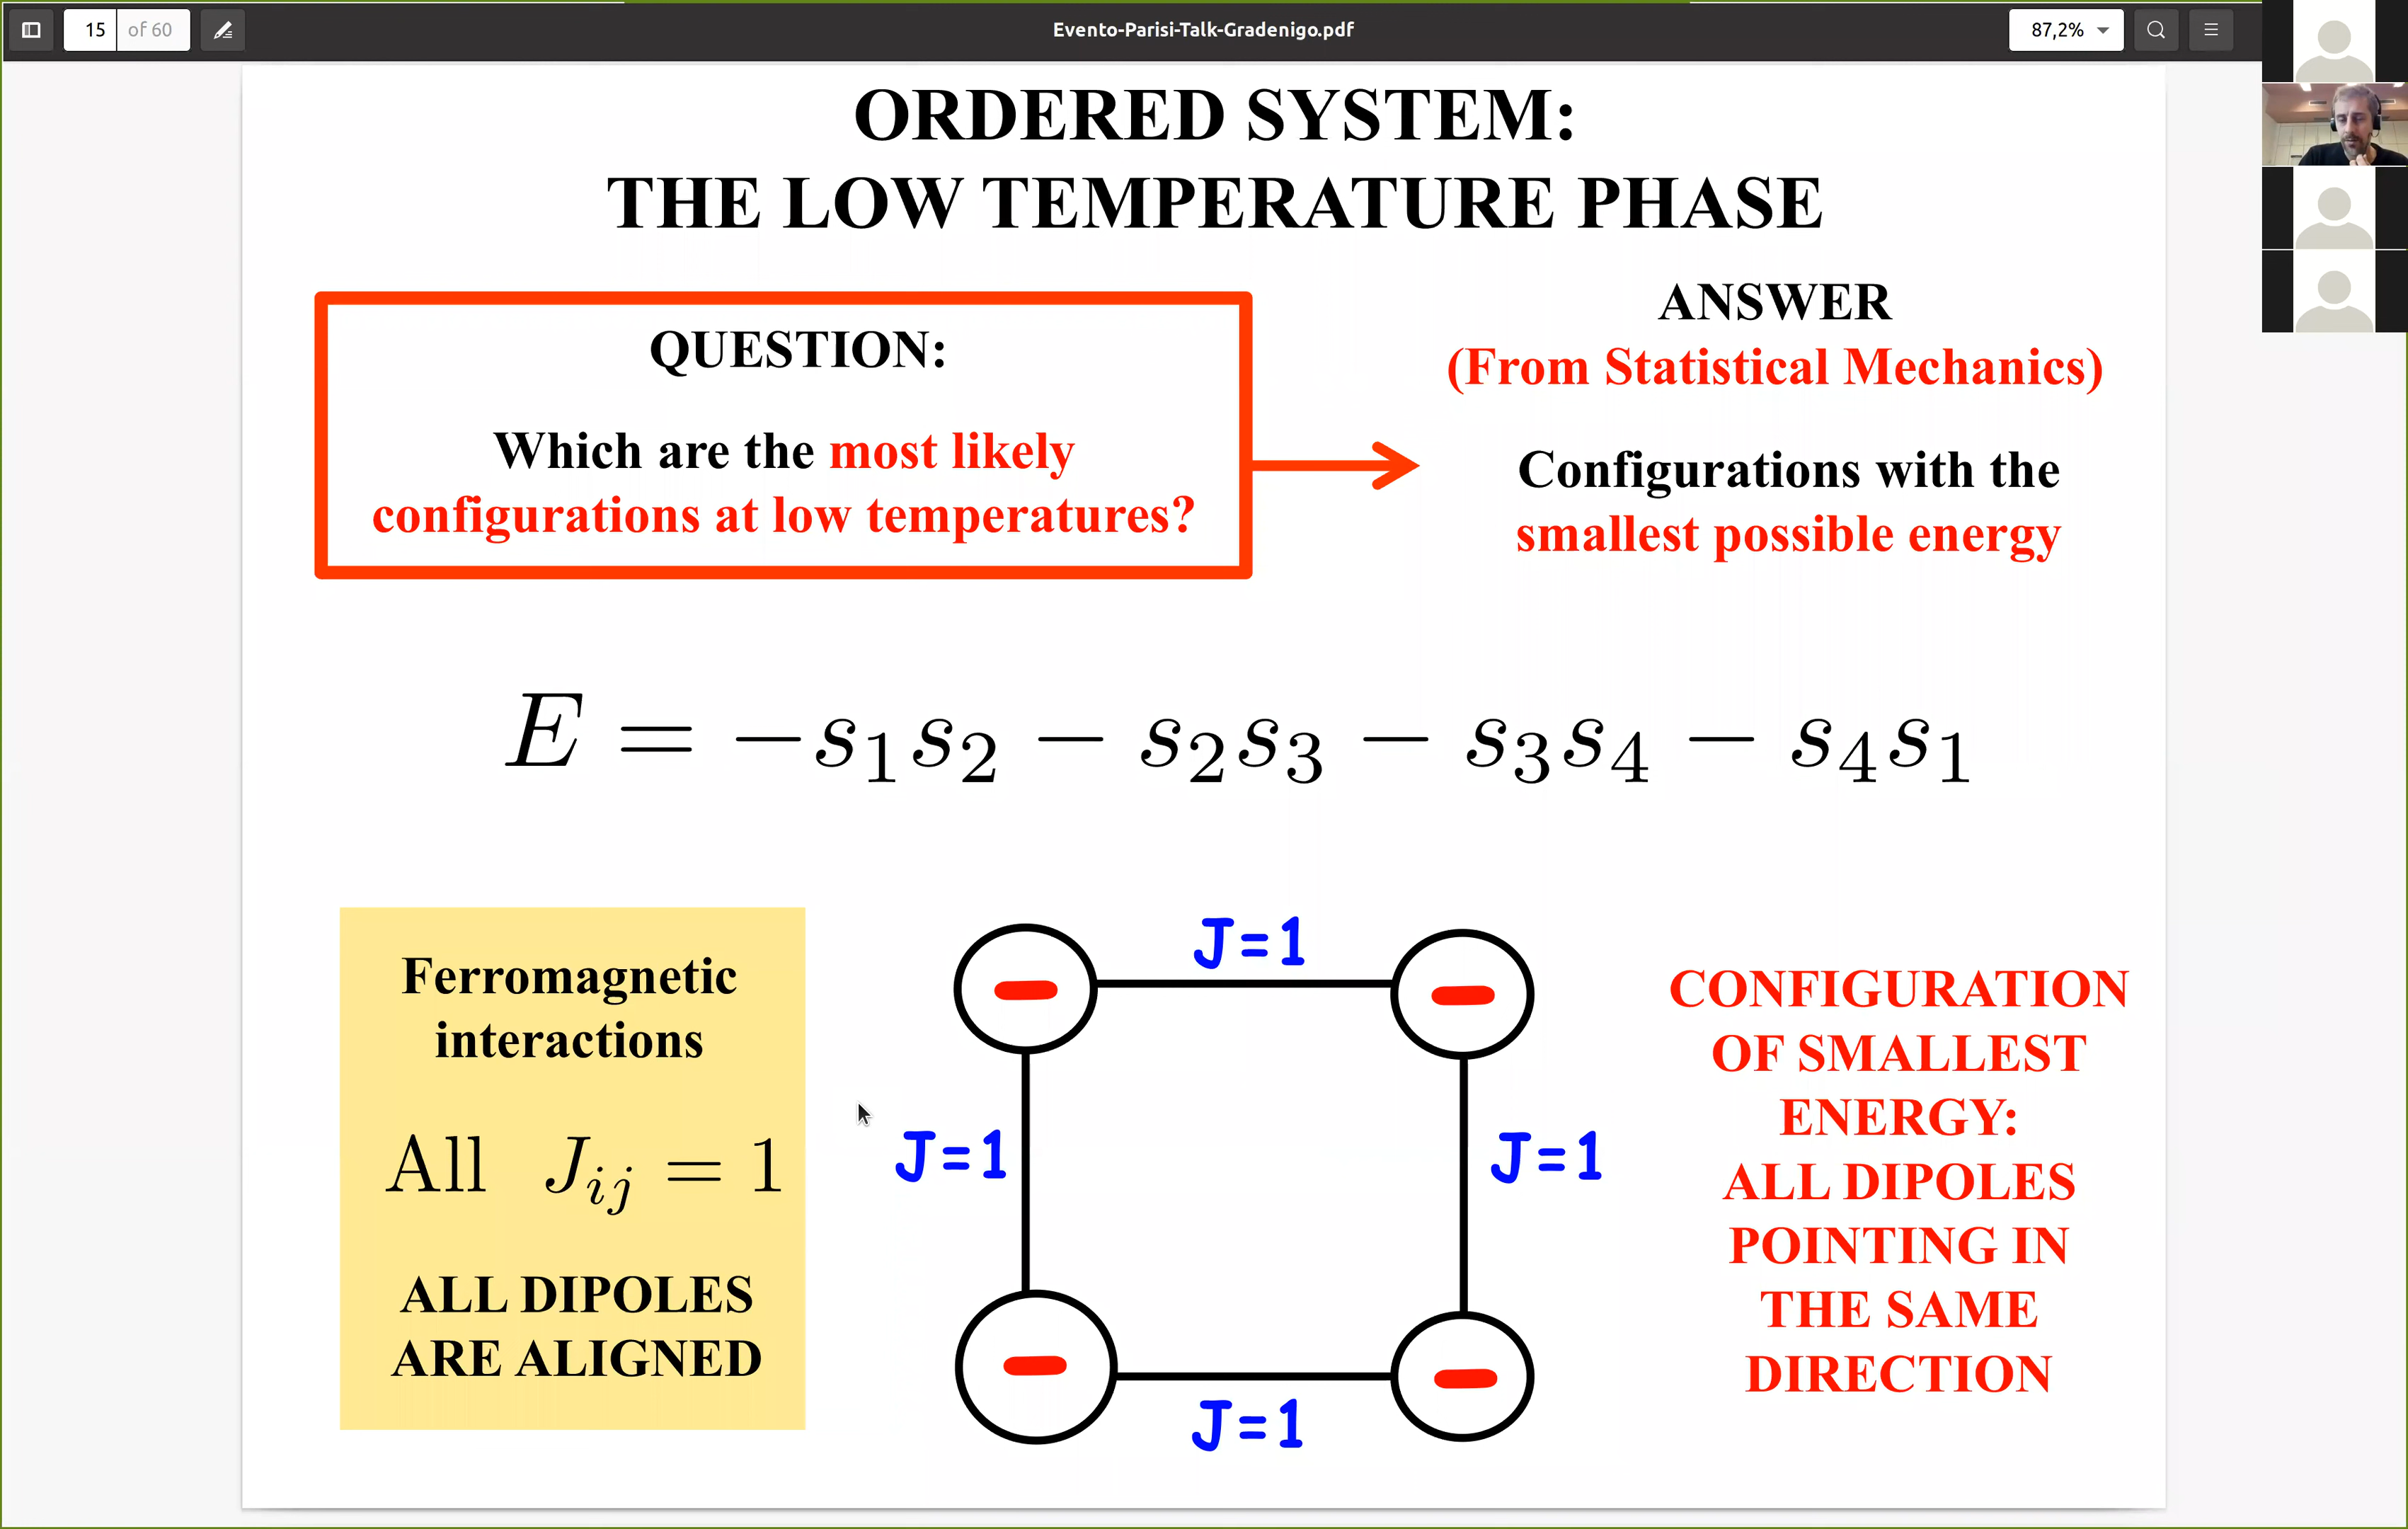 15 of 60
Evento-Parisi-Talk-Gradenigo.pdf
87,2%
ORDERED SYSTEM:
THE LOW TEMPERATURE PHASE
QUESTION:
Which are the most likely
configurations at low temperatures?
ANSWER
(From Statistical Mechanics)
Configurations with the
smallest possible energy
E = −s₁s₂ − s₂s₃ − s₃s₄ − s₄s₁
Ferromagnetic
interactions
All J_{ij} = 1
ALL DIPOLES
ARE ALIGNED
J=1
J=1
J=1
J=1
CONFIGURATION
OF SMALLEST
ENERGY:
ALL DIPOLES
POINTING IN
THE SAME
DIRECTION